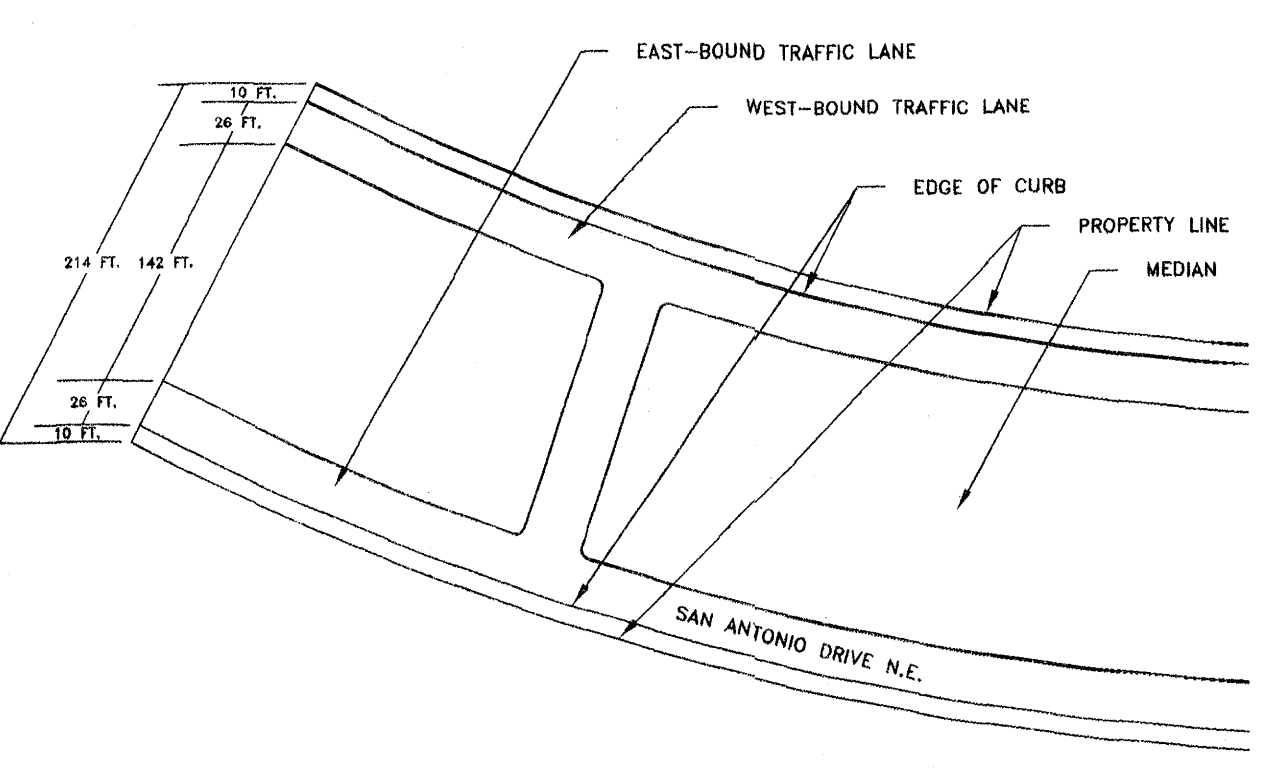 EAST-BOUND TRAFFIC LANE
10 FT.
WEST-BOUND TRAFFIC LANE
26 FT.
EDGE OF CURB
PROPERTY LINE
214 FT. 142 FT.
MEDIAN
26 FT.
10 FT.
SAN ANTONIO DRIVE N.E.